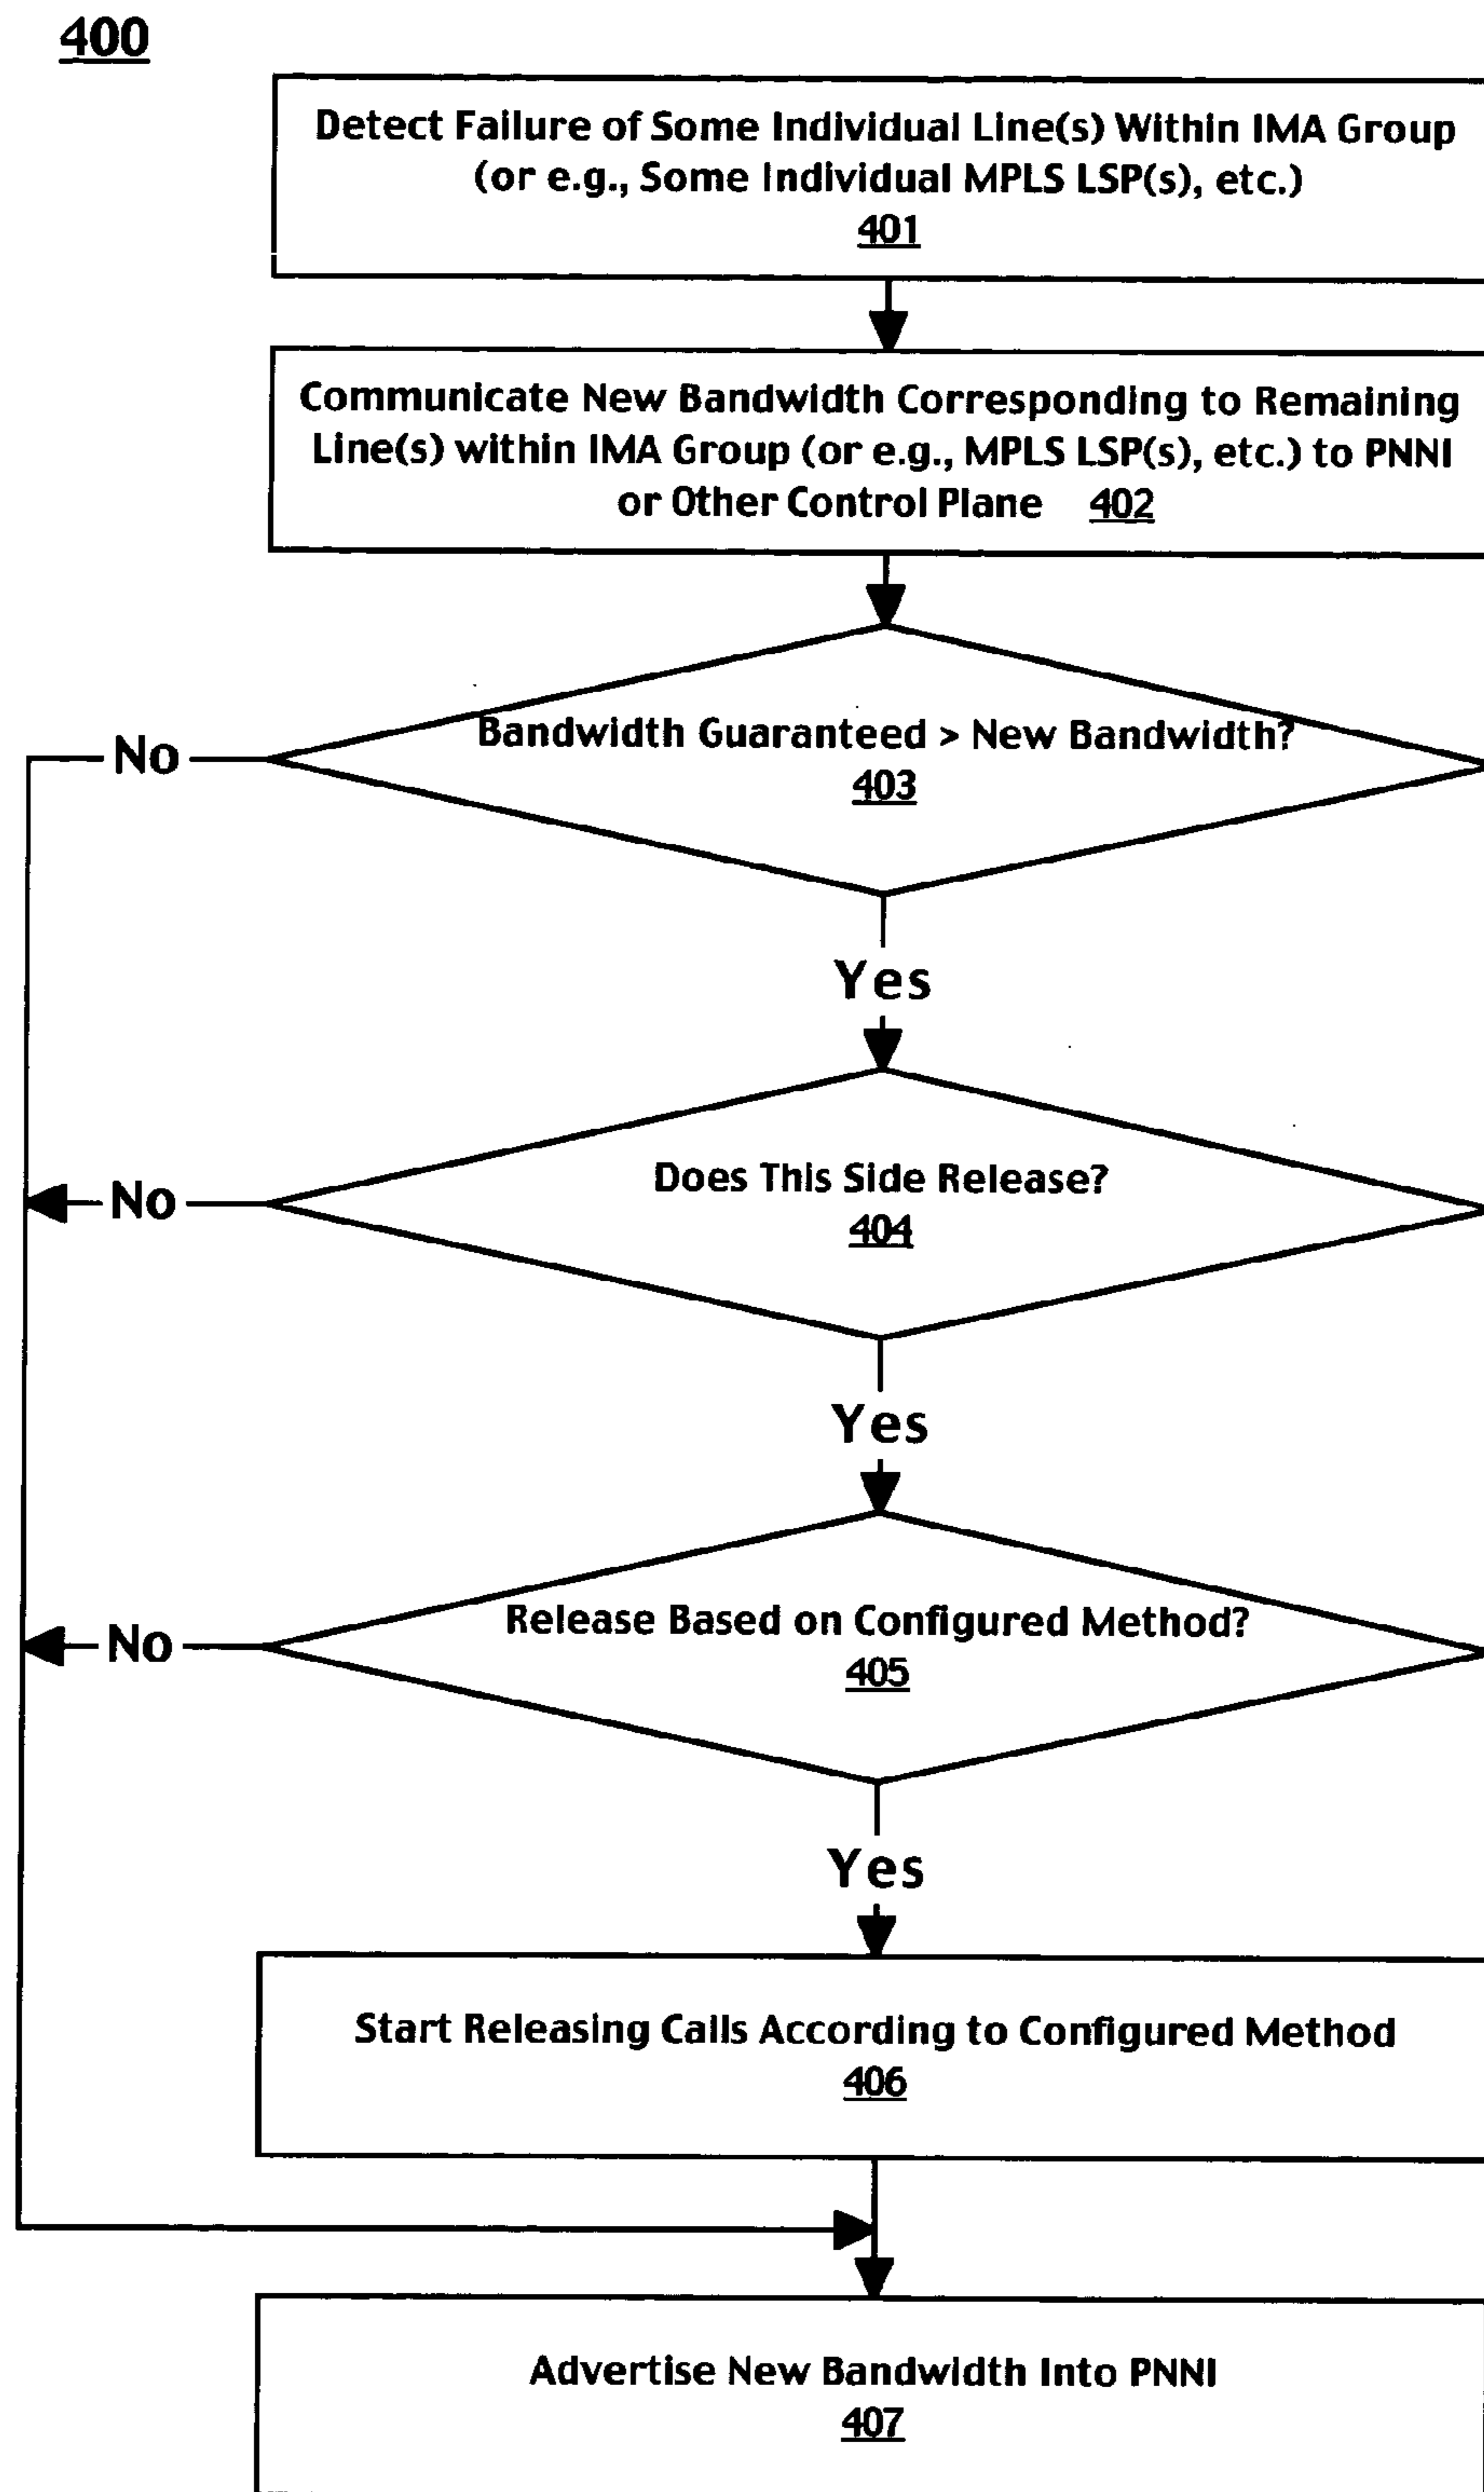 400
Detect Failure of Some Individual Line(s) Within IMA Group
(or e.g., Some Individual MPLS LSP(s), etc.)
401
Communicate New Bandwidth Corresponding to Remaining
Line(s) within IMA Group (or e.g., MPLS LSP(s), etc.) to PNNI
or Other Control Plane 402
Bandwidth Guaranteed > New Bandwidth?
403
No
Yes
Does This Side Release?
404
No
Yes
Release Based on Configured Method?
405
No
Yes
Start Releasing Calls According to Configured Method
406
Advertise New Bandwidth Into PNNI
407